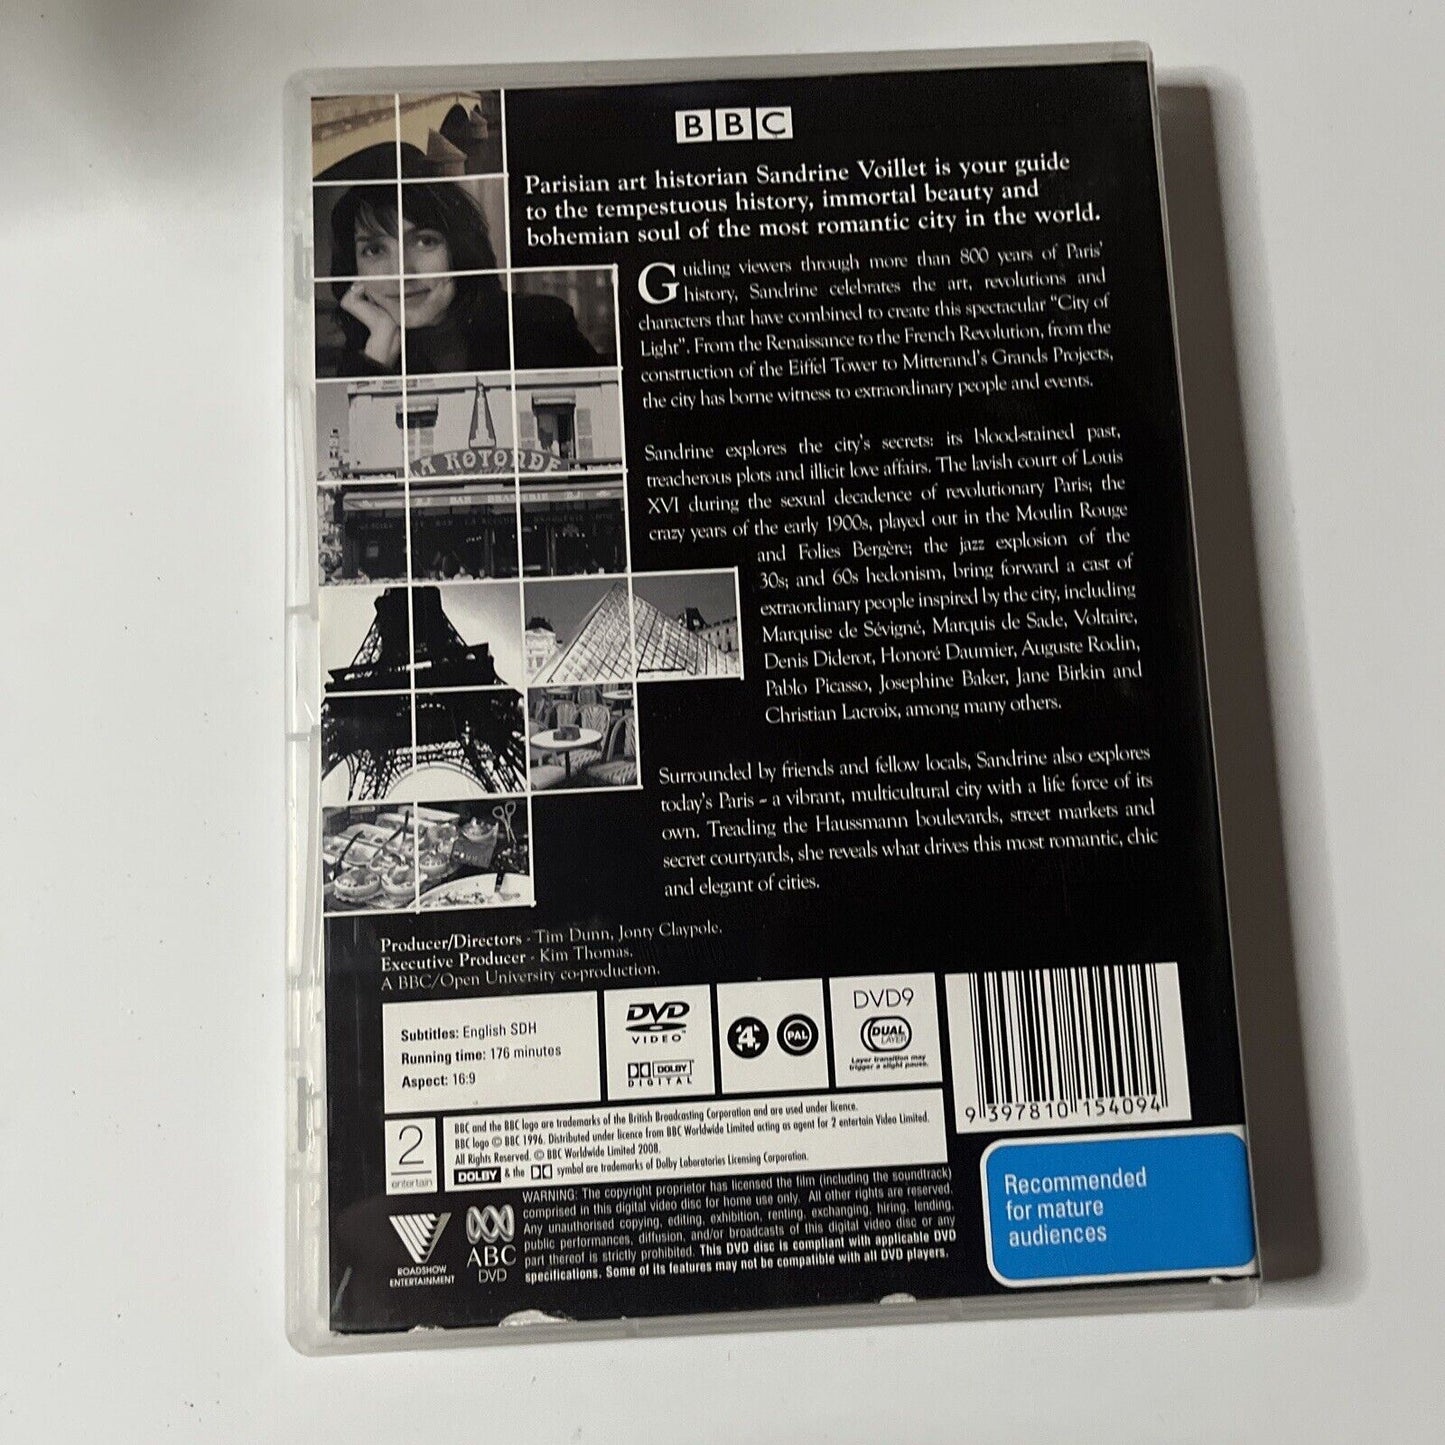 BBC
Parisian art historian Sandrine Voillet is your guide
to the tempestuous history, immortal beauty and
bohemian soul of the most romantic city in the world.
Guiding viewers through more than 800 years of Paris'
history, Sandrine celebrates the art, revolutions and
characters that have combined to create this spectacular "City of
Light". From the Renaissance to the French Revolution, from the
construction of the Eiffel Tower to Mitterand's Grands Projects,
the city has borne witness to extraordinary people and events.
Sandrine explores the city's secrets: its blood-stained past,
treacherous plots and illicit love affairs. The lavish court of Louis
XVI during the sexual decadence of revolutionary Paris; the
crazy years of the early 1900s, played out in the Moulin Rouge
and Folies Bergère; the jazz explosion of the
30s; and 60s hedonism, bring forward a cast of
extraordinary people inspired by the city, including
Marquise de Sévigné, Marquis de Sade, Voltaire,
Denis Diderot, Honoré Daumier, Auguste Rodin,
Pablo Picasso, Josephine Baker, Jane Birkin and
Christian Lacroix, among many others.
Surrounded by friends and fellow locals, Sandrine also explores
today's Paris - a vibrant, multicultural city with a life force of its
own. Treading the Haussmann boulevards, street markets and
secret courtyards, she reveals what drives this most romantic, chic
and elegant of cities.
LA ROTONDE
BAR BRASSERIE
Producer/Directors - Tim Dunn, Jonty Claypole.
Executive Producer - Kim Thomas.
A BBC/Open University co-production.
Subtitles: English SDH
Running time: 176 minutes
Aspect: 16:9
DVD
VIDEO™
DOLBY
DIGITAL
4
PAL
DVD9
DUAL
LAYER
Layer transition may
trigger a slight pause.
9 397810 154094
2
entertain
BBC and the BBC logo are trademarks of the British Broadcasting Corporation and are used under licence.
BBC logo © BBC 1996. Distributed under licence from BBC Worldwide Limited acting as agent for 2 entertain Video Limited.
All Rights Reserved. © BBC Worldwide Limited 2008.
DOLBY & the symbol are trademarks of Dolby Laboratories Licensing Corporation.
ROADSHOW
ENTERTAINMENT
ABC
DVD
WARNING: The copyright proprietor has licensed the film (including the soundtrack)
comprised in this digital video disc for home use only. All other rights are reserved.
Any unauthorised copying, editing, exhibition, renting, exchanging, hiring, lending,
public performances, diffusion, and/or broadcasts of this digital video disc or any
part thereof is strictly prohibited. This DVD disc is compliant with applicable DVD
specifications. Some of its features may not be compatible with all DVD players.
Recommended
for mature
audiences